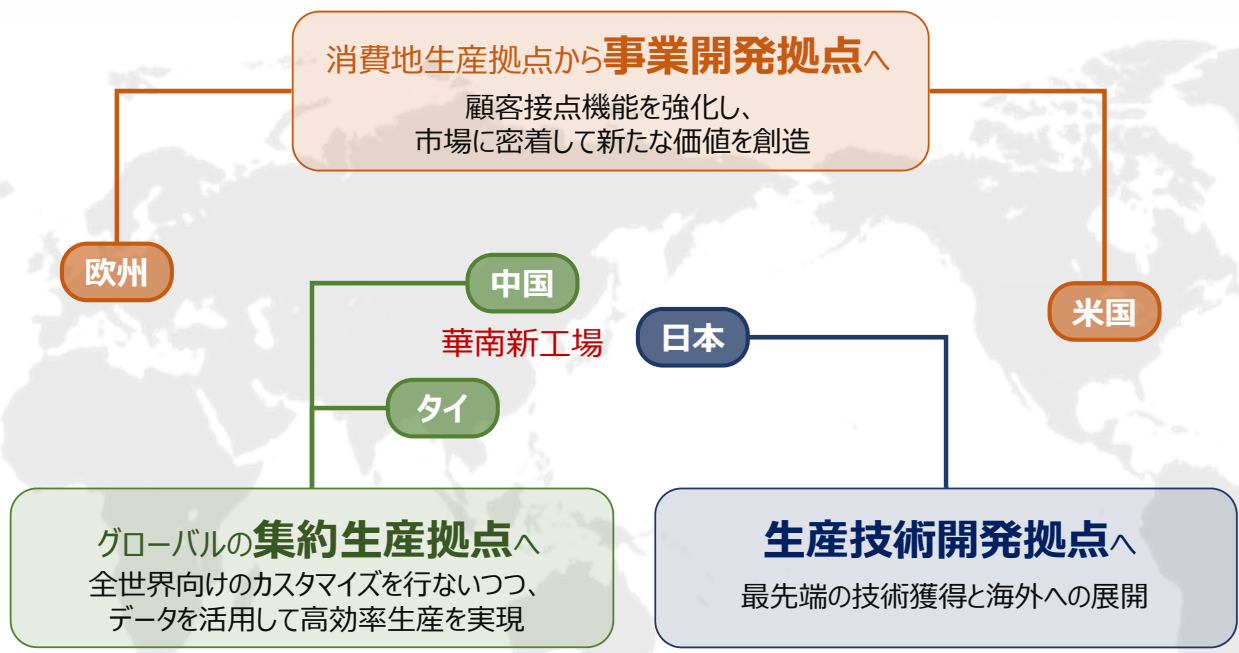 消費地生産拠点から事業開発拠点へ
顧客接点機能を強化し、
市場に密着して新たな価値を創造
欧州
中国
米国
華南新工場
日本
タイ
グローバルの集約生産拠点へ
全世界向けのカスタマイズを行ないつつ、
データを活用して高効率生産を実現
生産技術開発拠点へ
最先端の技術獲得と海外への展開